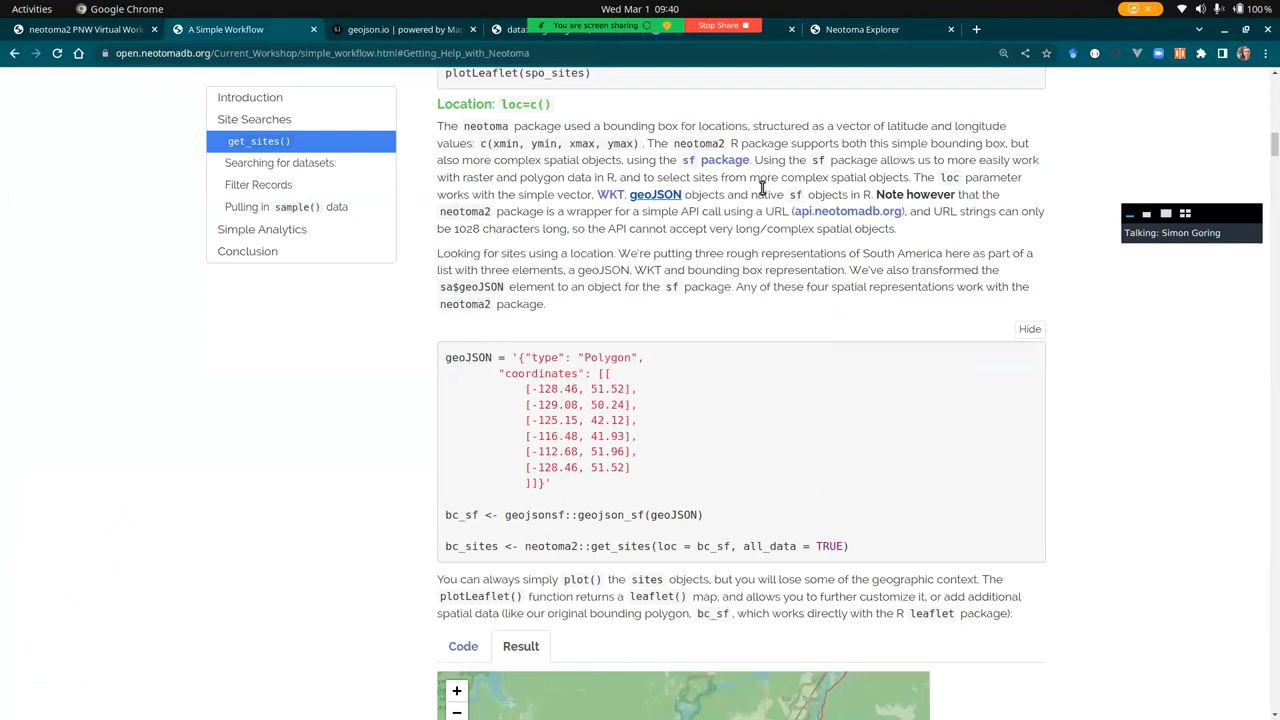 Activities Google Chrome Wed Mar 1 09:40 100 %
neotoma2 PNW Virtual Work A Simple Workflow geojson.io | powered by Ma data: Neotoma Explorer
You are screen sharing Stop Share
open.neotomadb.org/Current_Workshop/simple_workflow.html#Getting_Help_with_Neotoma
Introduction
Site Searches
get_sites()
Searching for datasets:
Filter Records
Pulling in sample() data
Simple Analytics
Conclusion
plotLeaflet(spo_sites)
Location: loc=c()
The neotoma package used a bounding box for locations, structured as a vector of latitude and longitude
values: c(xmin, ymin, xmax, ymax). The neotoma2 R package supports both this simple bounding box, but
also more complex spatial objects, using the sf package. Using the sf package allows us to more easily work
with raster and polygon data in R, and to select sites from more complex spatial objects. The loc parameter
works with the simple vector, WKT, geoJSON objects and native sf objects in R. Note however that the
neotoma2 package is a wrapper for a simple API call using a URL (api.neotomadb.org), and URL strings can only
be 1028 characters long, so the API cannot accept very long/complex spatial objects.
Looking for sites using a location. We're putting three rough representations of South America here as part of a
list with three elements, a geoJSON, WKT and bounding box representation. We've also transformed the
sa$geoJSON element to an object for the sf package. Any of these four spatial representations work with the
neotoma2 package.
Hide
geoJSON = '{"type": "Polygon",
"coordinates": [[
[-128.46, 51.52],
[-129.08, 50.24],
[-125.15, 42.12],
[-116.48, 41.93],
[-112.68, 51.96],
[-128.46, 51.52]
]]}'
bc_sf <- geojsonsf::geojson_sf(geoJSON)
bc_sites <- neotoma2::get_sites(loc = bc_sf, all_data = TRUE)
You can always simply plot() the sites objects, but you will lose some of the geographic context. The
plotLeaflet() function returns a leaflet() map, and allows you to further customize it, or add additional
spatial data (like our original bounding polygon, bc_sf, which works directly with the R leaflet package):
Code Result
+
−
Talking: Simon Goring